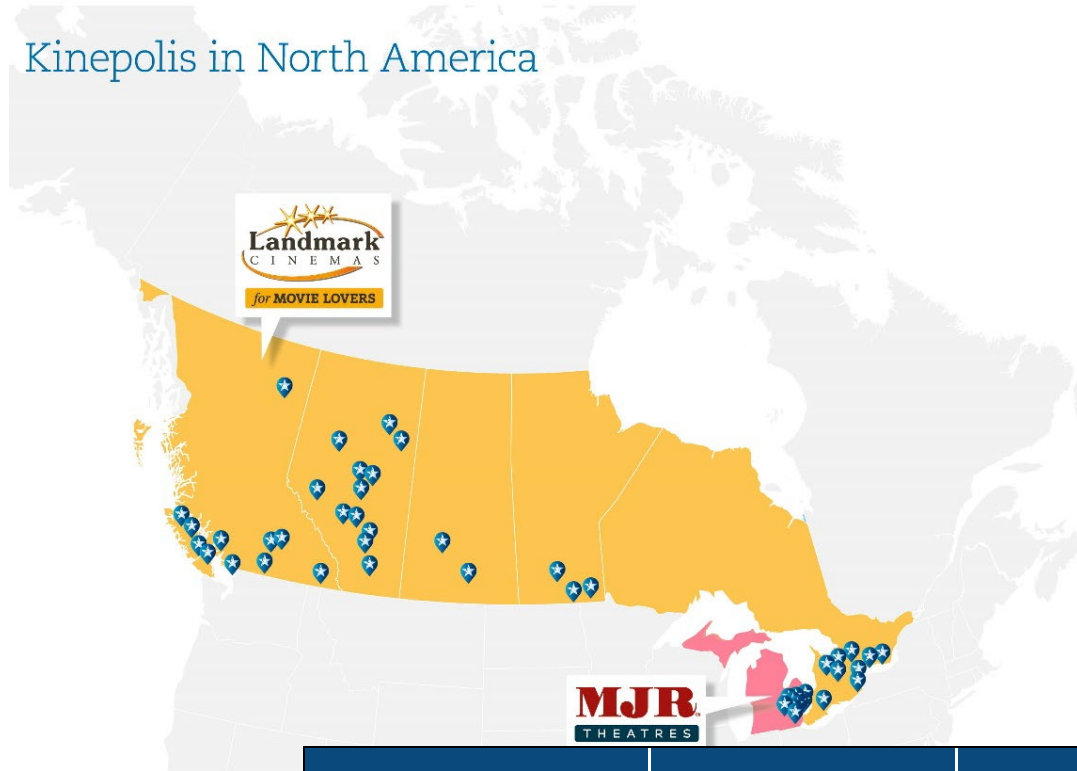 Kinepolis in North America
Landmark
CINEMAS
for MOVIE LOVERS
MJR
THEATRES